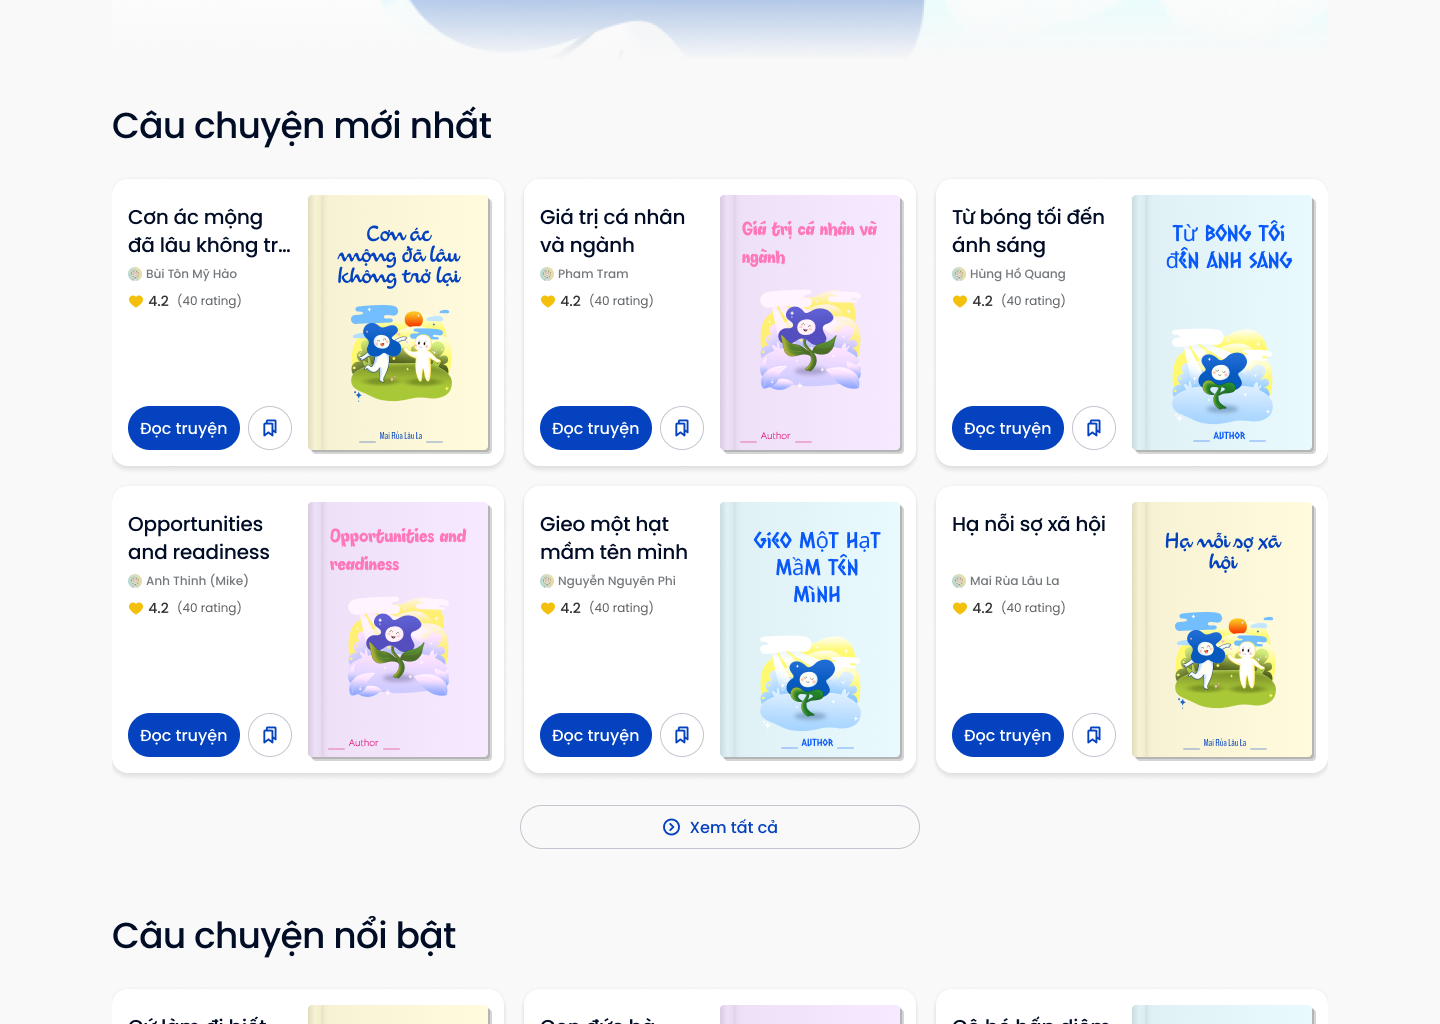 Câu chuyện mới nhất
Cơn ác mộng
đã lâu không tr...
Bùi Tôn Mỹ Hảo
4.2 (40 rating)
Đọc truyện
Cơn ác
mộng đã lâu
không trở lại
Mai Rùa Lâu La
Giá trị cá nhân
và ngành
Pham Tram
4.2 (40 rating)
Đọc truyện
Giá trị cá nhân và
ngành
Author
Từ bóng tối đến
ánh sáng
Hùng Hồ Quang
4.2 (40 rating)
Đọc truyện
Từ BÓNG TỐI
ĐẾN ÁNH SÁNG
AUTHOR
Opportunities
and readiness
Anh Thinh (Mike)
4.2 (40 rating)
Đọc truyện
Opportunities and
readiness
Author
Gieo một hạt
mầm tên mình
Nguyễn Nguyên Phi
4.2 (40 rating)
Đọc truyện
GIEO MỘT HẠT
MẦM TÊN
MÌNH
AUTHOR
Hạ nỗi sợ xã hội
Mai Rùa Lâu La
4.2 (40 rating)
Đọc truyện
Hạ nỗi sợ xã
hội
Mai Rùa Lâu La
Xem tất cả
Câu chuyện nổi bật